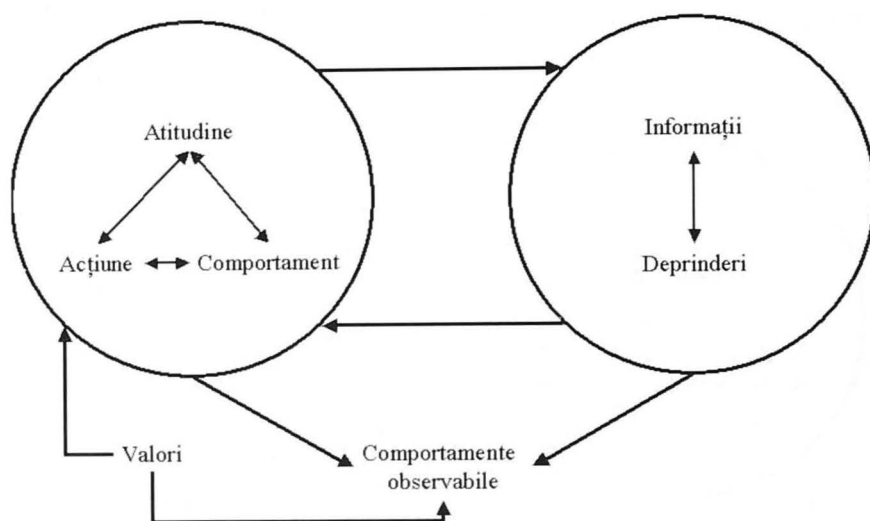 Atitudine
Acțiune
Comportament
Informații
Deprinderi
Valori
Comportamente
observabile